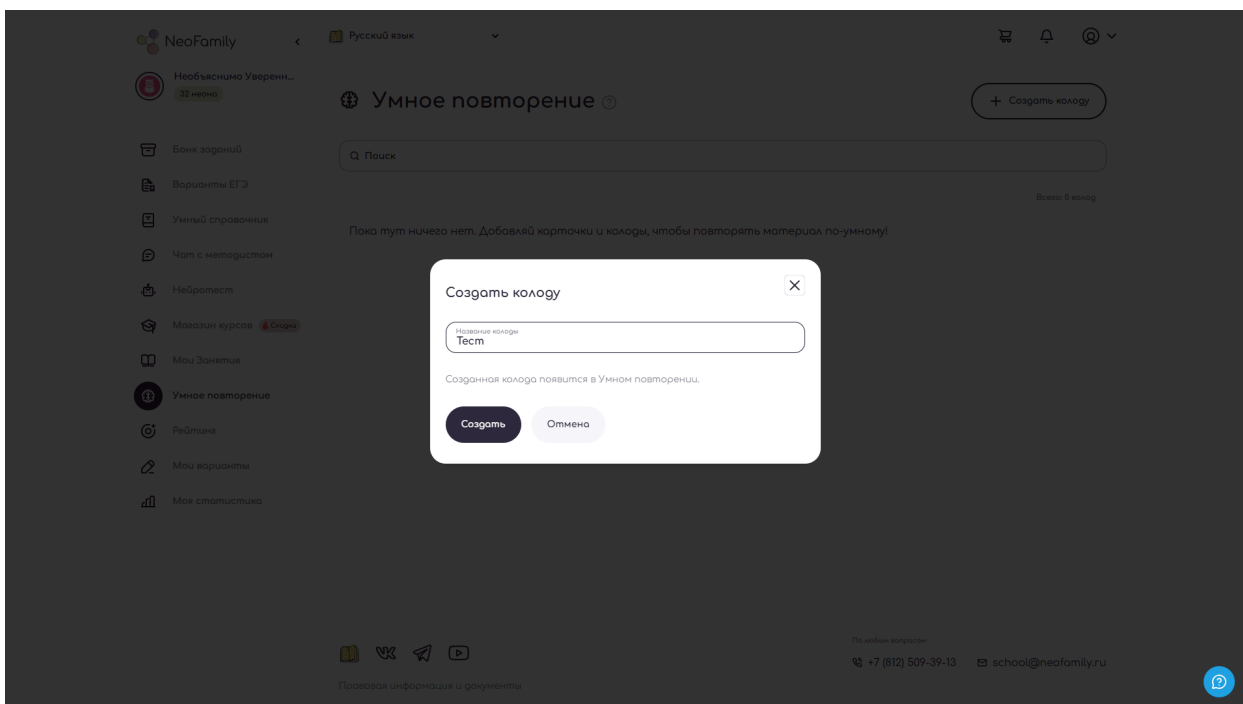 NeoFamily
Русский язык
Необъяснимо Уверенн...
32 неона
Умное повторение
+ Создать колоду
Банк заданий
Поиск
Варианты ЕГЭ
Всего: 0 колод
Умный справочник
Пока тут ничего нет. Добавляй карточки и колоды, чтобы повторять материал по-умному!
Чат с методистом
Нейротест
Магазин курсов Скидка
Мои Занятия
Умное повторение
Рейтинг
Мои варианты
Моя статистика
Создать колоду
Название колоды
Тест
Созданная колода появится в Умном повторении.
Создать
Отмена
По любым вопросам:
+7 (812) 509-39-13
school@neofamily.ru
Правовая информация и документы